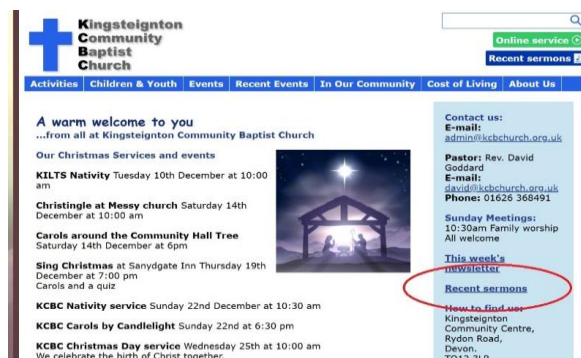 Kingsteignton
Community
Baptist
Church
Online service
Recent sermons
Activities Children & Youth Events Recent Events In Our Community Cost of Living About Us
A warm welcome to you
...from all at Kingsteignton Community Baptist Church
Our Christmas Services and events
KILTS Nativity Tuesday 10th December at 10:00
am
Christingle at Messy church Saturday 14th
December at 10:00 am
Carols around the Community Hall Tree
Saturday 14th December at 6pm
Sing Christmas at Sanydgate Inn Thursday 19th
December at 7:00 pm
Carols and a quiz
KCBC Nativity service Sunday 22nd December at 10:30 am
KCBC Carols by Candlelight Sunday 22nd at 6:30 pm
KCBC Christmas Day service Wednesday 25th at 10:00 am
We celebrate the birth of Christ together.
Contact us:
E-mail:
admin@kcbchurch.org.uk
Pastor: Rev. David
Goddard
E-mail:
david@kcbchurch.org.uk
Phone: 01626 368491
Sunday Meetings:
10:30am Family worship
All welcome
This week's
newsletter
Recent sermons
How to find us:
Kingsteignton
Community Centre,
Rydon Road,
Devon.
TQ12 3LP